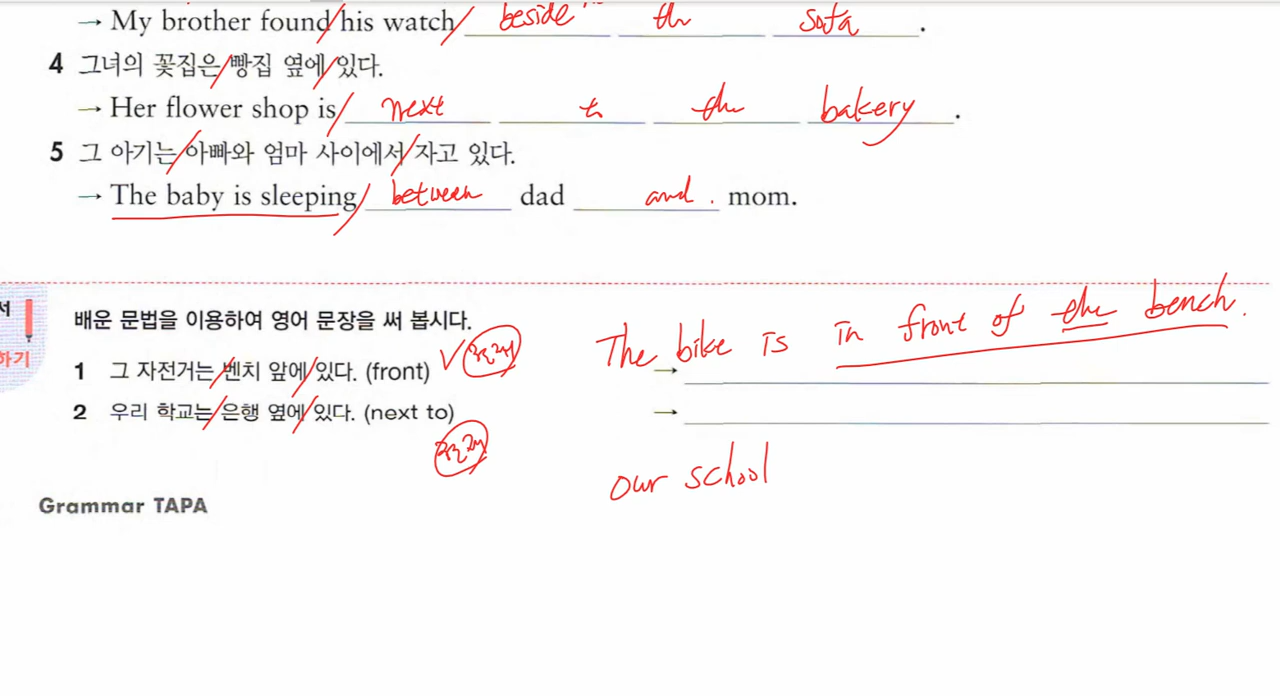 → My brother found/his watch/ beside the sofa.
4 그녀의 꽃집은/빵집 옆에/있다.
→ Her flower shop is/ next to the bakery.
5 그 아기는/아빠와 엄마 사이에서/자고 있다.
→ The baby is sleeping/ between dad and mom.
서
하기
배운 문법을 이용하여 영어 문장을 써 봅시다.
1 그 자전거는/벤치 앞에/있다. (front) → The bike is in front of the bench.
2 우리 학교는/은행 옆에/있다. (next to) →
our school
Grammar TAPA